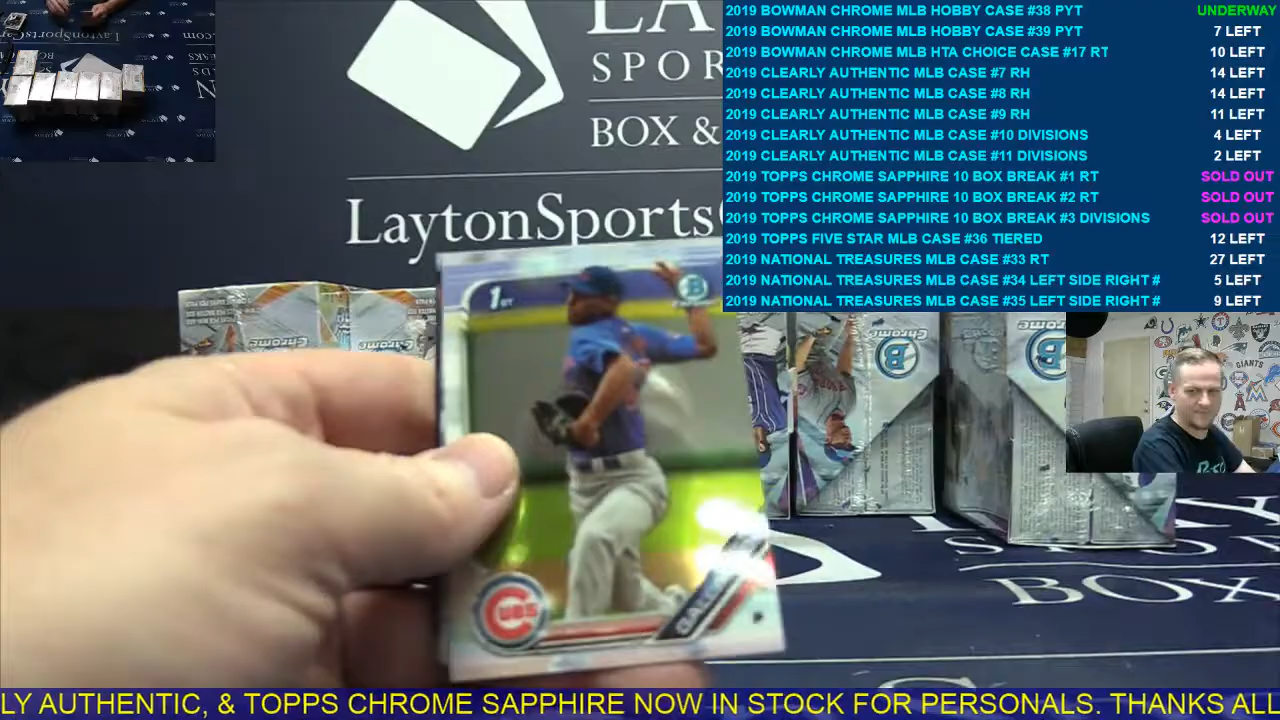 2019 BOWMAN CHROME MLB HOBBY CASE #38 PYT UNDERWAY
2019 BOWMAN CHROME MLB HOBBY CASE #39 PYT 7 LEFT
2019 BOWMAN CHROME MLB HTA CHOICE CASE #17 RT 10 LEFT
2019 CLEARLY AUTHENTIC MLB CASE #7 RH 14 LEFT
2019 CLEARLY AUTHENTIC MLB CASE #8 RH 14 LEFT
2019 CLEARLY AUTHENTIC MLB CASE #9 RH 11 LEFT
2019 CLEARLY AUTHENTIC MLB CASE #10 DIVISIONS 4 LEFT
2019 CLEARLY AUTHENTIC MLB CASE #11 DIVISIONS 2 LEFT
2019 TOPPS CHROME SAPPHIRE 10 BOX BREAK #1 RT SOLD OUT
2019 TOPPS CHROME SAPPHIRE 10 BOX BREAK #2 RT SOLD OUT
2019 TOPPS CHROME SAPPHIRE 10 BOX BREAK #3 DIVISIONS SOLD OUT
2019 TOPPS FIVE STAR MLB CASE #36 TIERED 12 LEFT
2019 NATIONAL TREASURES MLB CASE #33 RT 27 LEFT
2019 NATIONAL TREASURES MLB CASE #34 LEFT SIDE RIGHT # 5 LEFT
2019 NATIONAL TREASURES MLB CASE #35 LEFT SIDE RIGHT # 9 LEFT
LA
SPOR
BOX &
LaytonSportsC
1ST
B
CUBS
Chrome
B
GIANTS
SPO
BOX
LY AUTHENTIC, & TOPPS CHROME SAPPHIRE NOW IN STOCK FOR PERSONALS. THANKS ALL